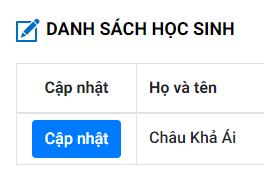 DANH SÁCH HỌC SINH
Cập nhật Họ và tên
Cập nhật Châu Khả Ái